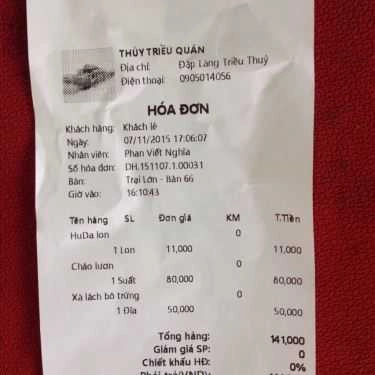 THỦY TRIỀU QUÁN
Địa chỉ: Đập Làng Triều Thuỷ
Điện thoại: 0905014056
HÓA ĐƠN
Khách hàng: Khách lẻ
Ngày: 07/11/2015 17:06:07
Nhân viên: Phan Viết Nghĩa
Số hóa đơn: DH.151107.1.00031
Bàn: Trại Lớn - Bàn 66
Giờ vào: 16:10:43
Tên hàng SL Đơn giá KM T.Tiền
HuDa lon 0
1 Lon 11,000 11,000
Cháo lươn 0
1 Suất 80,000 80,000
Xà lách bò trứng 0
1 Đĩa 50,000 50,000
Tổng hàng: 141,000
Giảm giá SP: 0
Chiết khấu HĐ: 0%
Phải trả(VND):